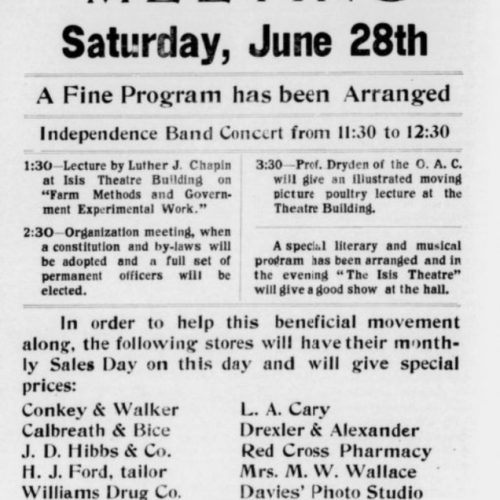 Saturday, June 28th
A Fine Program has been Arranged
Independence Band Concert from 11:30 to 12:30
1:30—Lecture by Luther J. Chapin
at Isis Theatre Building on
"Farm Methods and Govern-
ment Experimental Work."
2:30—Organization meeting, when
a constitution and by-laws will
be adopted and a full set of
permanent officers will be
elected.
3:30—Prof. Dryden of the O. A. C.
will give an illustrated moving
picture poultry lecture at the
Theatre Building.
A special literary and musical
program has been arranged and in
the evening "The Isis Theatre"
will give a good show at the hall.
In order to help this beneficial movement
along, the following stores will have their month-
ly Sales Day on this day and will give special
prices:
Conkey & Walker
Calbreath & Bice
J. D. Hibbs & Co.
H. J. Ford, tailor
Williams Drug Co.
L. A. Cary
Drexler & Alexander
Red Cross Pharmacy
Mrs. M. W. Wallace
Davies' Photo Studio